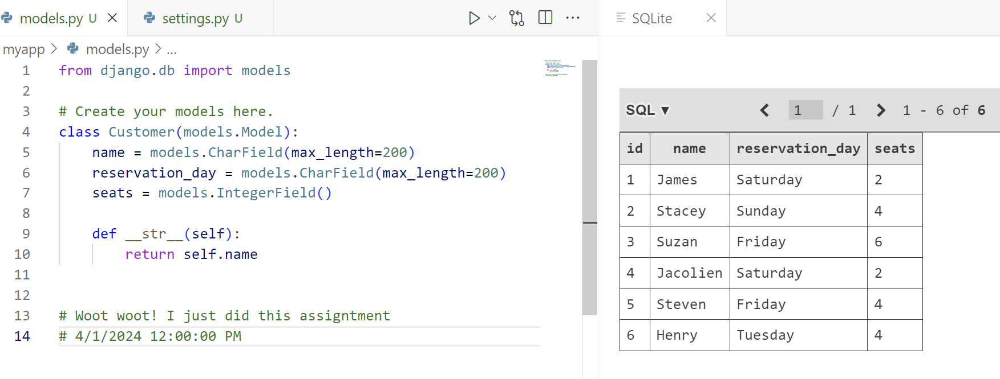 models.py U
settings.py U
SQLite
myapp > models.py > ...
1 from django.db import models
2
3 # Create your models here.
4 class Customer(models.Model):
5 name = models.CharField(max_length=200)
6 reservation_day = models.CharField(max_length=200)
7 seats = models.IntegerField()
8
9 def __str__(self):
10 return self.name
11
12
13 # Woot woot! I just did this assigntment
14 # 4/1/2024 12:00:00 PM
SQL ▼ 1 / 1 1 - 6 of 6
id name reservation_day seats
1 James Saturday 2
2 Stacey Sunday 4
3 Suzan Friday 6
4 Jacolien Saturday 2
5 Steven Friday 4
6 Henry Tuesday 4